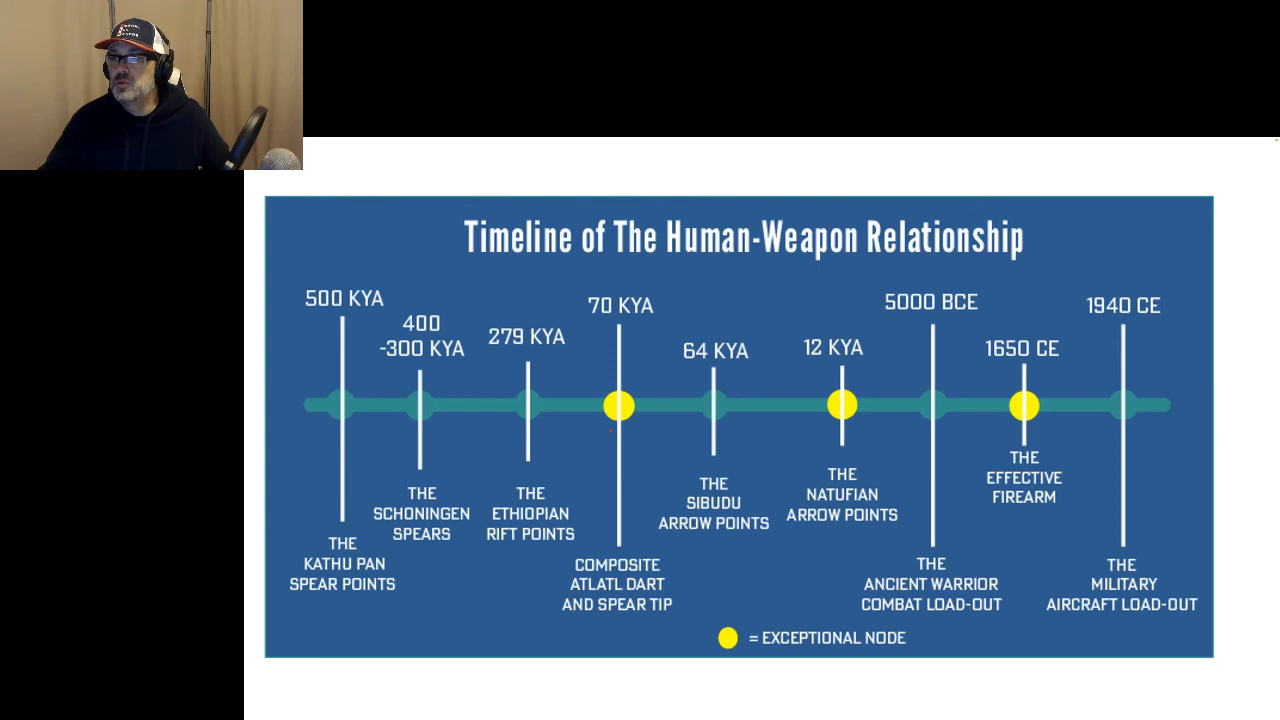 Timeline of The Human-Weapon Relationship
500 KYA
400
-300 KYA
279 KYA
70 KYA
64 KYA
12 KYA
5000 BCE
1650 CE
1940 CE
THE
KATHU PAN
SPEAR POINTS
THE
SCHONINGEN
SPEARS
THE
ETHIOPIAN
RIFT POINTS
COMPOSITE
ATLATL DART
AND SPEAR TIP
THE
SIBUDU
ARROW POINTS
THE
NATUFIAN
ARROW POINTS
THE
ANCIENT WARRIOR
COMBAT LOAD-OUT
THE
EFFECTIVE
FIREARM
THE
MILITARY
AIRCRAFT LOAD-OUT
= EXCEPTIONAL NODE